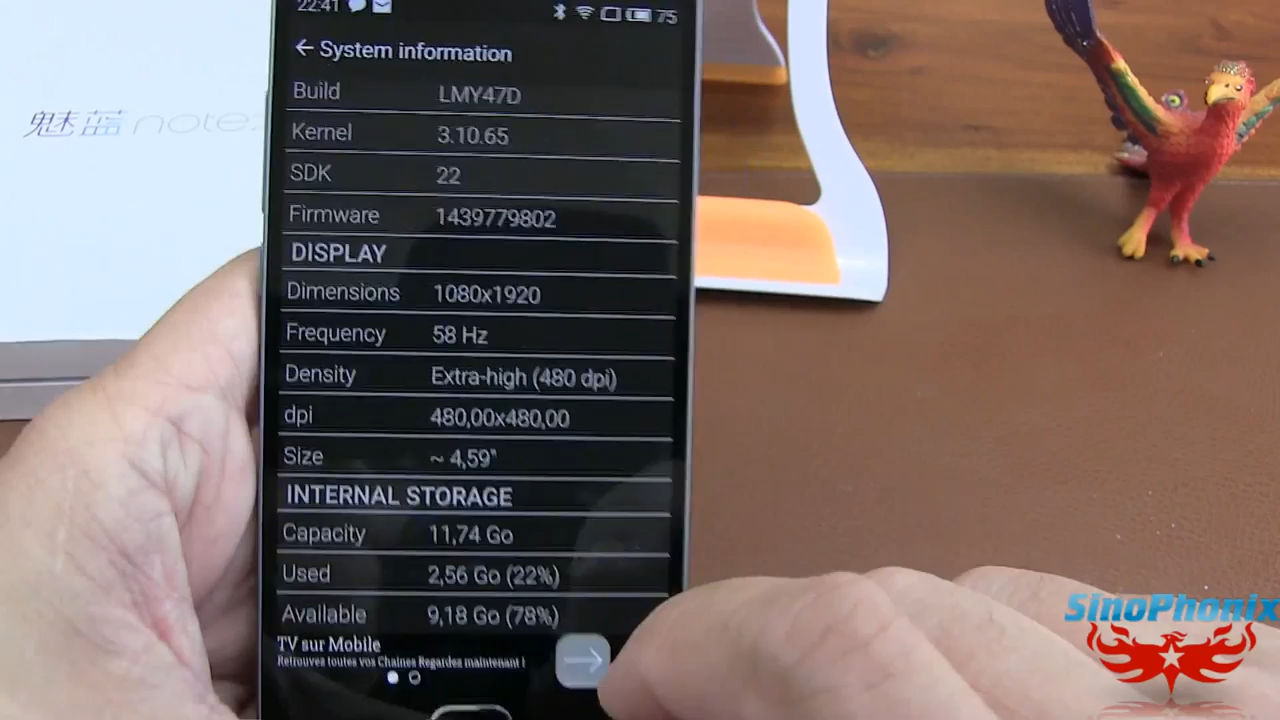 22:41
75
← System information
Build LMY47D
Kernel 3.10.65
SDK 22
Firmware 1439779802
DISPLAY
Dimensions 1080x1920
Frequency 58 Hz
Density Extra-high (480 dpi)
dpi 480,00x480,00
Size ~ 4,59"
INTERNAL STORAGE
Capacity 11,74 Go
Used 2,56 Go (22%)
Available 9,18 Go (78%)
TV sur Mobile
Retrouvez toutes vos Chaines Regardez maintenant !
魅蓝 note
SinoPhonix